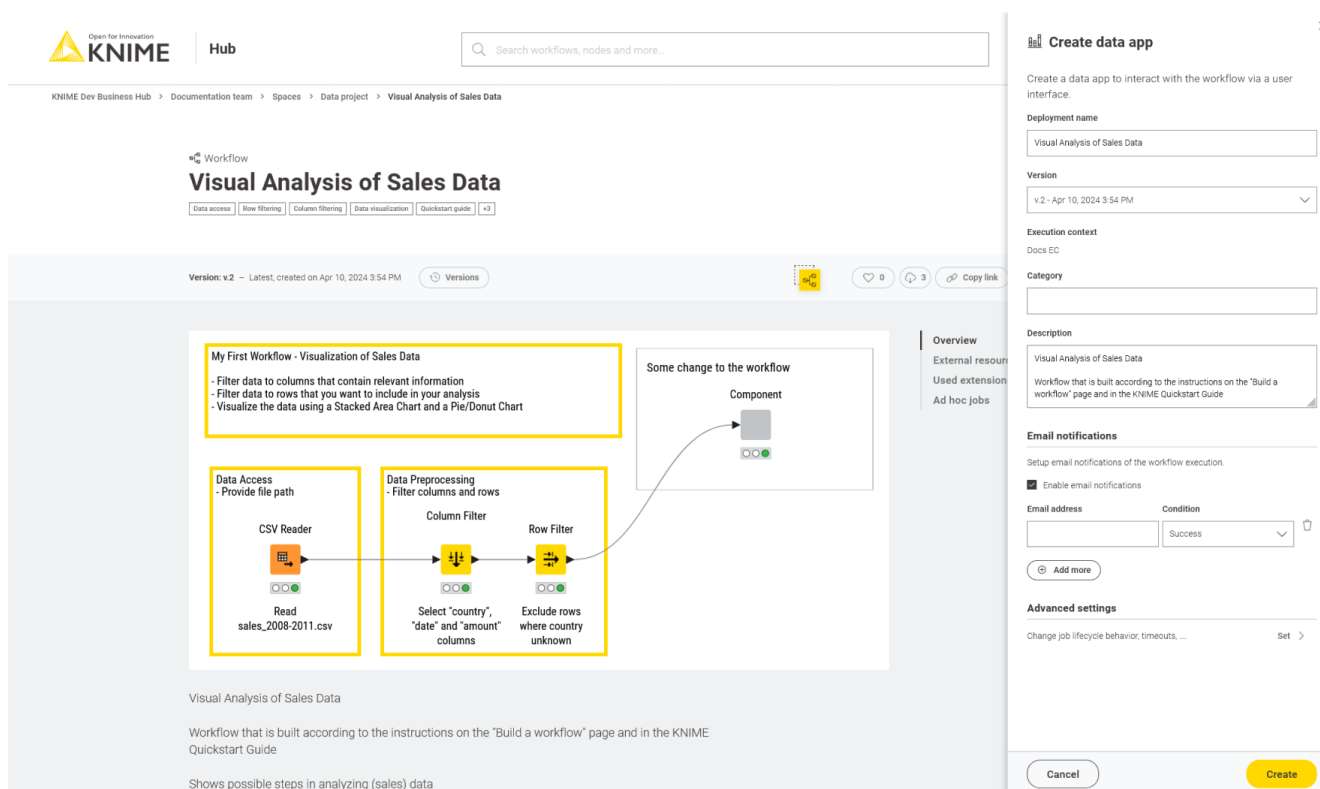 Open for Innovation
KNIME
Hub
Search workflows, nodes and more...
KNIME Dev Business Hub > Documentation team > Spaces > Data project > Visual Analysis of Sales Data
Workflow
Visual Analysis of Sales Data
Data access Row filtering Column filtering Data visualization Quickstart guide +3
Version: v.2 – Latest, created on Apr 10, 2024 3:54 PM Versions 0 3 Copy link
My First Workflow - Visualization of Sales Data
- Filter data to columns that contain relevant information
- Filter data to rows that you want to include in your analysis
- Visualize the data using a Stacked Area Chart and a Pie/Donut Chart
Some change to the workflow
Component
Data Access
- Provide file path
CSV Reader
Read
sales_2008-2011.csv
Data Preprocessing
- Filter columns and rows
Column Filter
Select "country",
"date" and "amount"
columns
Row Filter
Exclude rows
where country
unknown
Overview
External resour
Used extension
Ad hoc jobs
Visual Analysis of Sales Data
Workflow that is built according to the instructions on the "Build a workflow" page and in the KNIME
Quickstart Guide
Shows possible steps in analyzing (sales) data
Create data app
Create a data app to interact with the workflow via a user
interface.
Deployment name
Visual Analysis of Sales Data
Version
v.2 - Apr 10, 2024 3:54 PM
Execution context
Docs EC
Category
Description
Visual Analysis of Sales Data
Workflow that is built according to the instructions on the "Build a
workflow" page and in the KNIME Quickstart Guide
Email notifications
Setup email notifications of the workflow execution.
Enable email notifications
Email address Condition
Success
Add more
Advanced settings
Change job lifecycle behavior, timeouts, ... Set
Cancel Create